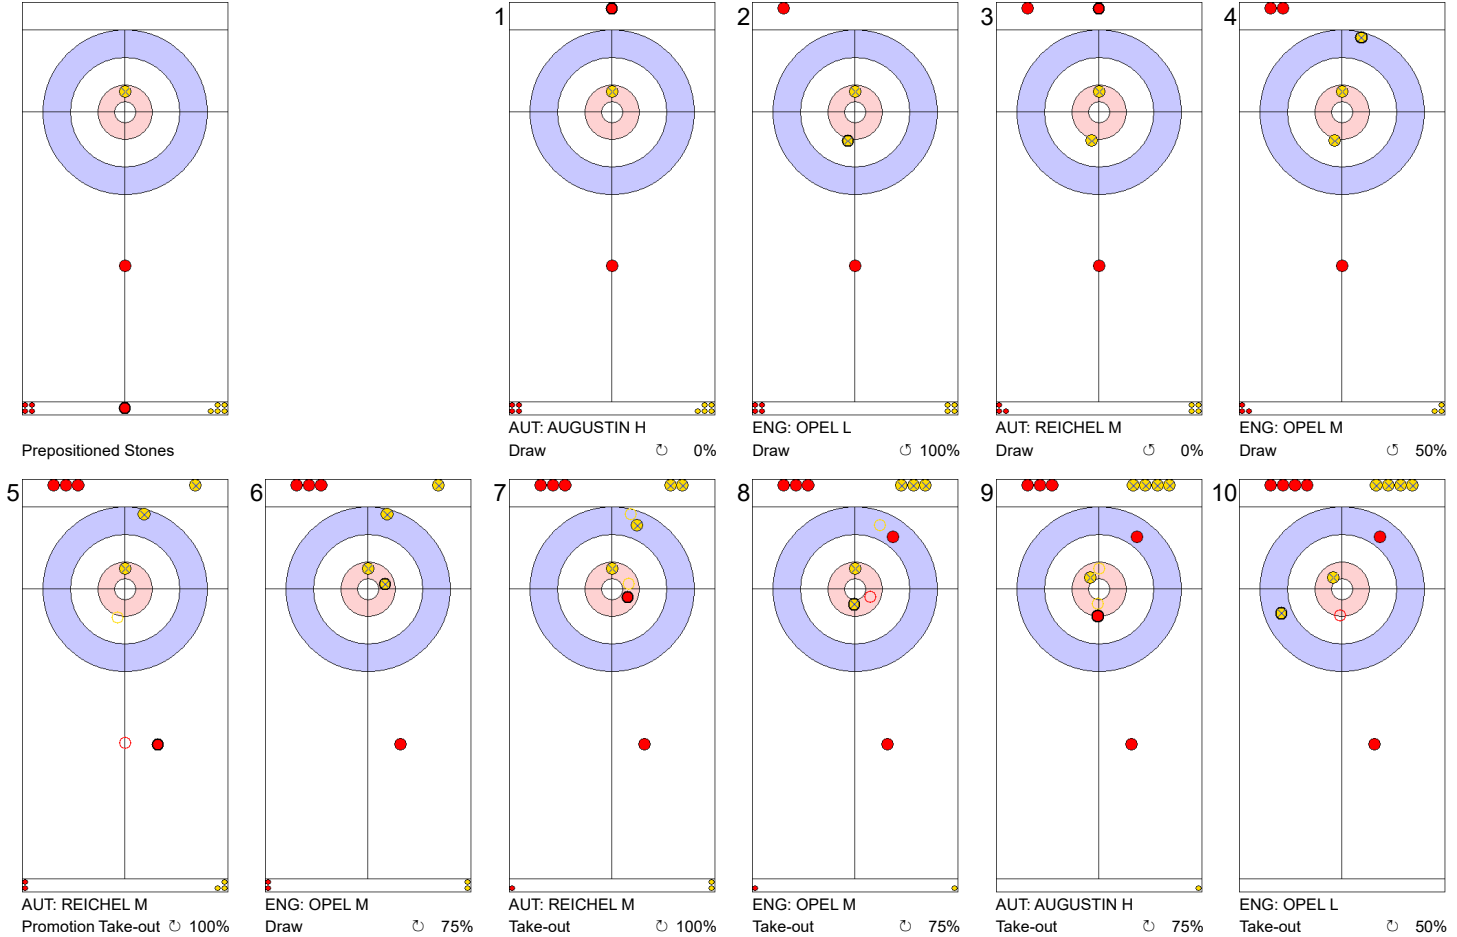 1
2
3
4
Prepositioned Stones
AUT: AUGUSTIN H
Draw ↻ 0%
ENG: OPEL L
Draw ↺ 100%
AUT: REICHEL M
Draw ↺ 0%
ENG: OPEL M
Draw ↺ 50%
5
6
7
8
9
10
AUT: REICHEL M
Promotion Take-out ↻ 100%
ENG: OPEL M
Draw ↻ 75%
AUT: REICHEL M
Take-out ↻ 100%
ENG: OPEL M
Take-out ↻ 75%
AUT: AUGUSTIN H
Take-out ↻ 75%
ENG: OPEL L
Take-out ↻ 50%